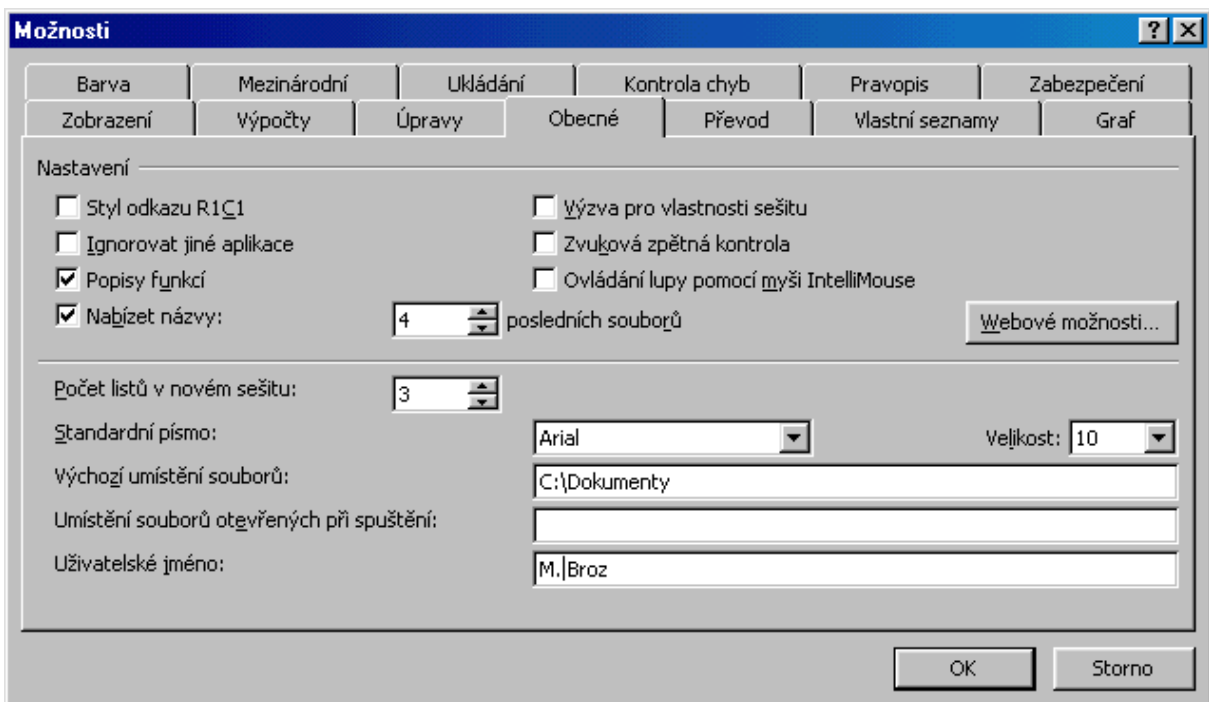 Možnosti
Barva Mezinárodní Ukládání Kontrola chyb Pravopis Zabezpečení
Zobrazení Výpočty Úpravy Obecné Převod Vlastní seznamy Graf
Nastavení
Styl odkazu R1C1 Výzva pro vlastnosti sešitu
Ignorovat jiné aplikace Zvuková zpětná kontrola
Popisy funkcí Ovládání lupy pomocí myši IntelliMouse
Nabízet názvy: 4 posledních souborů Webové možnosti...
Počet listů v novém sešitu: 3
Standardní písmo: Arial Velikost: 10
Výchozí umístění souborů: C:\Dokumenty
Umístění souborů otevřených při spuštění:
Uživatelské jméno: M. Broz
OK Storno